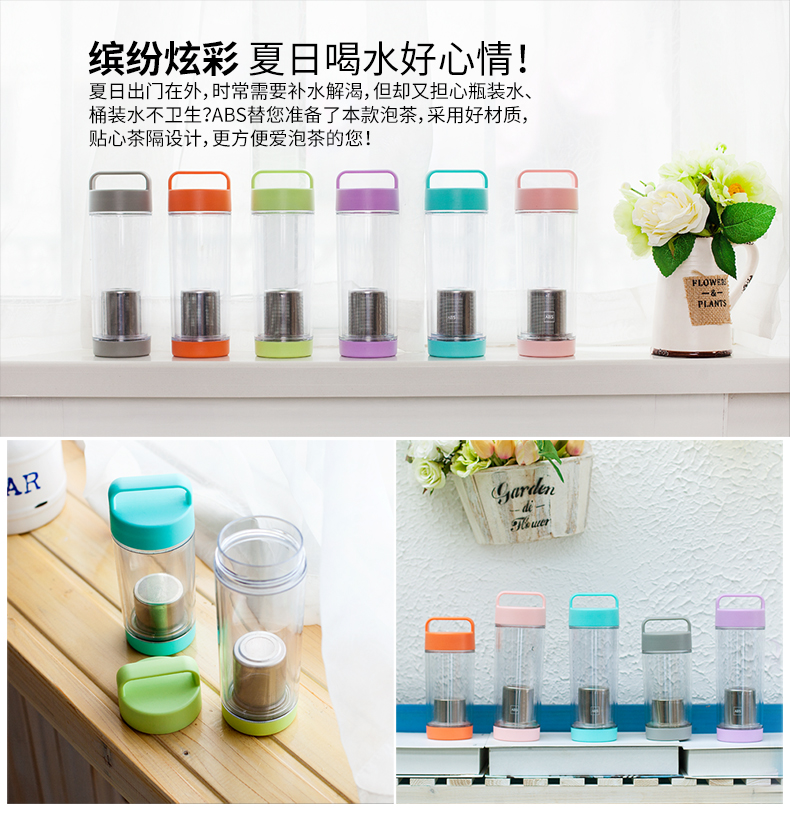 缤纷炫彩 夏日喝水好心情！
夏日出门在外，时常需要补水解渴，但却又担心瓶装水、
桶装水不卫生？ABS替您准备了本款泡茶，采用好材质，
贴心茶隔设计，更方便爱泡茶的您！
FLOWERS
&
PLANTS
AR
Garden
de
Flower
ABS